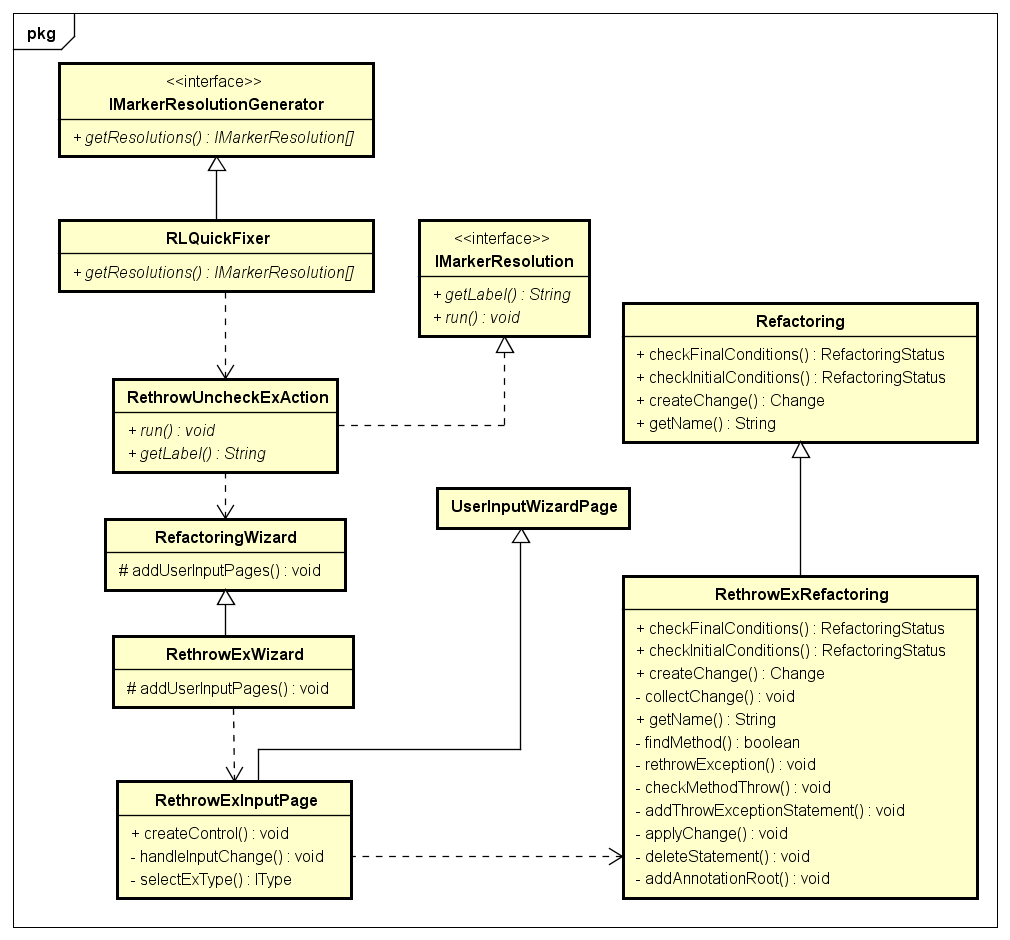 pkg
<<interface>>
IMarkerResolutionGenerator
+ getResolutions() : IMarkerResolution[]
RLQuickFixer
+ getResolutions() : IMarkerResolution[]
<<interface>>
IMarkerResolution
+ getLabel() : String
+ run() : void
Refactoring
+ checkFinalConditions() : RefactoringStatus
+ checkInitialConditions() : RefactoringStatus
+ createChange() : Change
+ getName() : String
RethrowUncheckExAction
+ run() : void
+ getLabel() : String
UserInputWizardPage
RefactoringWizard
# addUserInputPages() : void
RethrowExWizard
# addUserInputPages() : void
RethrowExRefactoring
+ checkFinalConditions() : RefactoringStatus
+ checkInitialConditions() : RefactoringStatus
+ createChange() : Change
- collectChange() : void
+ getName() : String
- findMethod() : boolean
- rethrowException() : void
- checkMethodThrow() : void
- addThrowExceptionStatement() : void
- applyChange() : void
- deleteStatement() : void
- addAnnotationRoot() : void
RethrowExInputPage
+ createControl() : void
- handleInputChange() : void
- selectExType() : IType